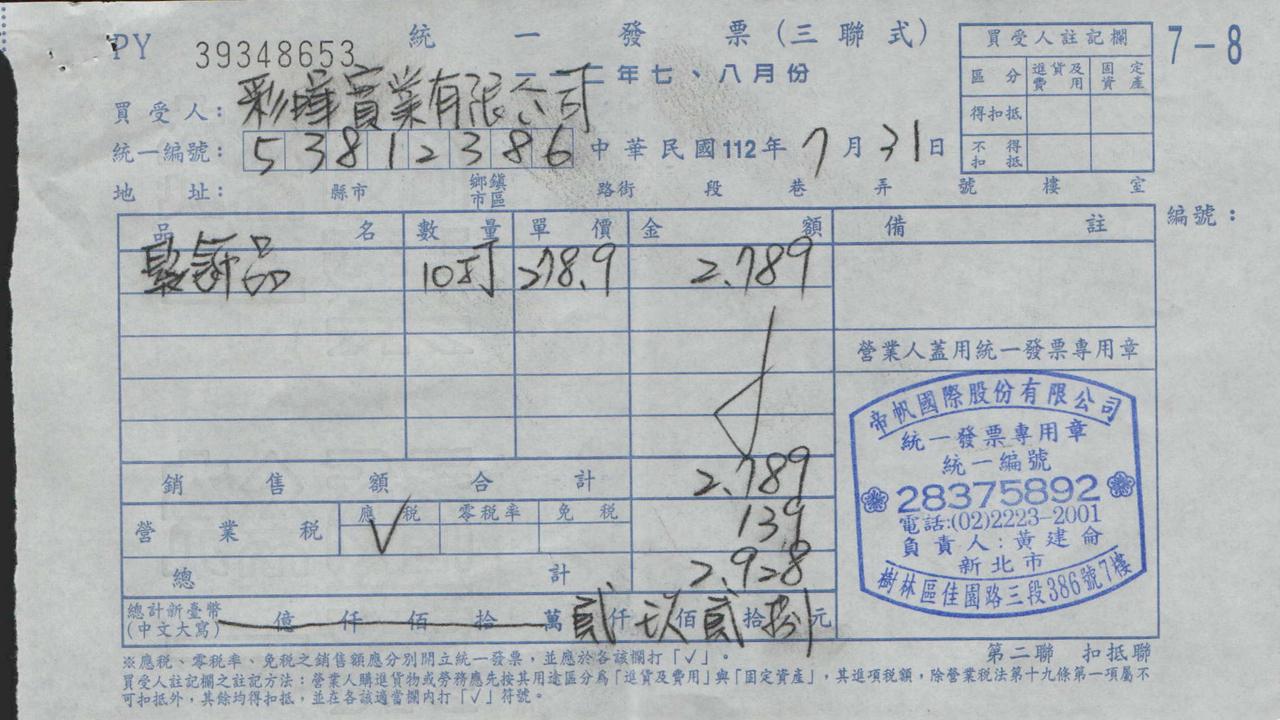 PY 39348653 統一發票(三聯式)
一一二年七、八月份
7-8
買受人註記欄
區分 進貨及費用 固定資產
得扣抵
不得扣抵
買受人:彩暐實業有限公司
統一編號:53812386 中華民國112年7月31日
地址: 縣市 鄉鎮市區 路街 段 巷 弄 號 樓 室
編號:
品名 數量 單價 金額 備註
裝飾品 10打 278.9 2.789
營業人蓋用統一發票專用章
銷售額合計 2.789
營業稅 應稅 √ 零稅率 免稅 139
總計 2.928
總計新臺幣(中文大寫) 億仟佰拾萬貳仟玖佰貳拾捌元
帝帆國際股份有限公司
統一發票專用章
統一編號
28375892
電話:(02)2223-2001
負責人:黃建侖
新北市
樹林區佳園路三段386號7樓
第二聯 扣抵聯
※應稅、零稅率、免稅之銷售額應分別開立統一發票,並應於各該欄打「√」。
買受人註記欄之註記方法:營業人購進貨物或勞務應先按其用途區分為「進貨及費用」與「固定資產」,其進項稅額,除營業稅法第十九條第一項屬不
可扣抵外,其餘均得扣抵,並在各該適當欄內打「√」符號。